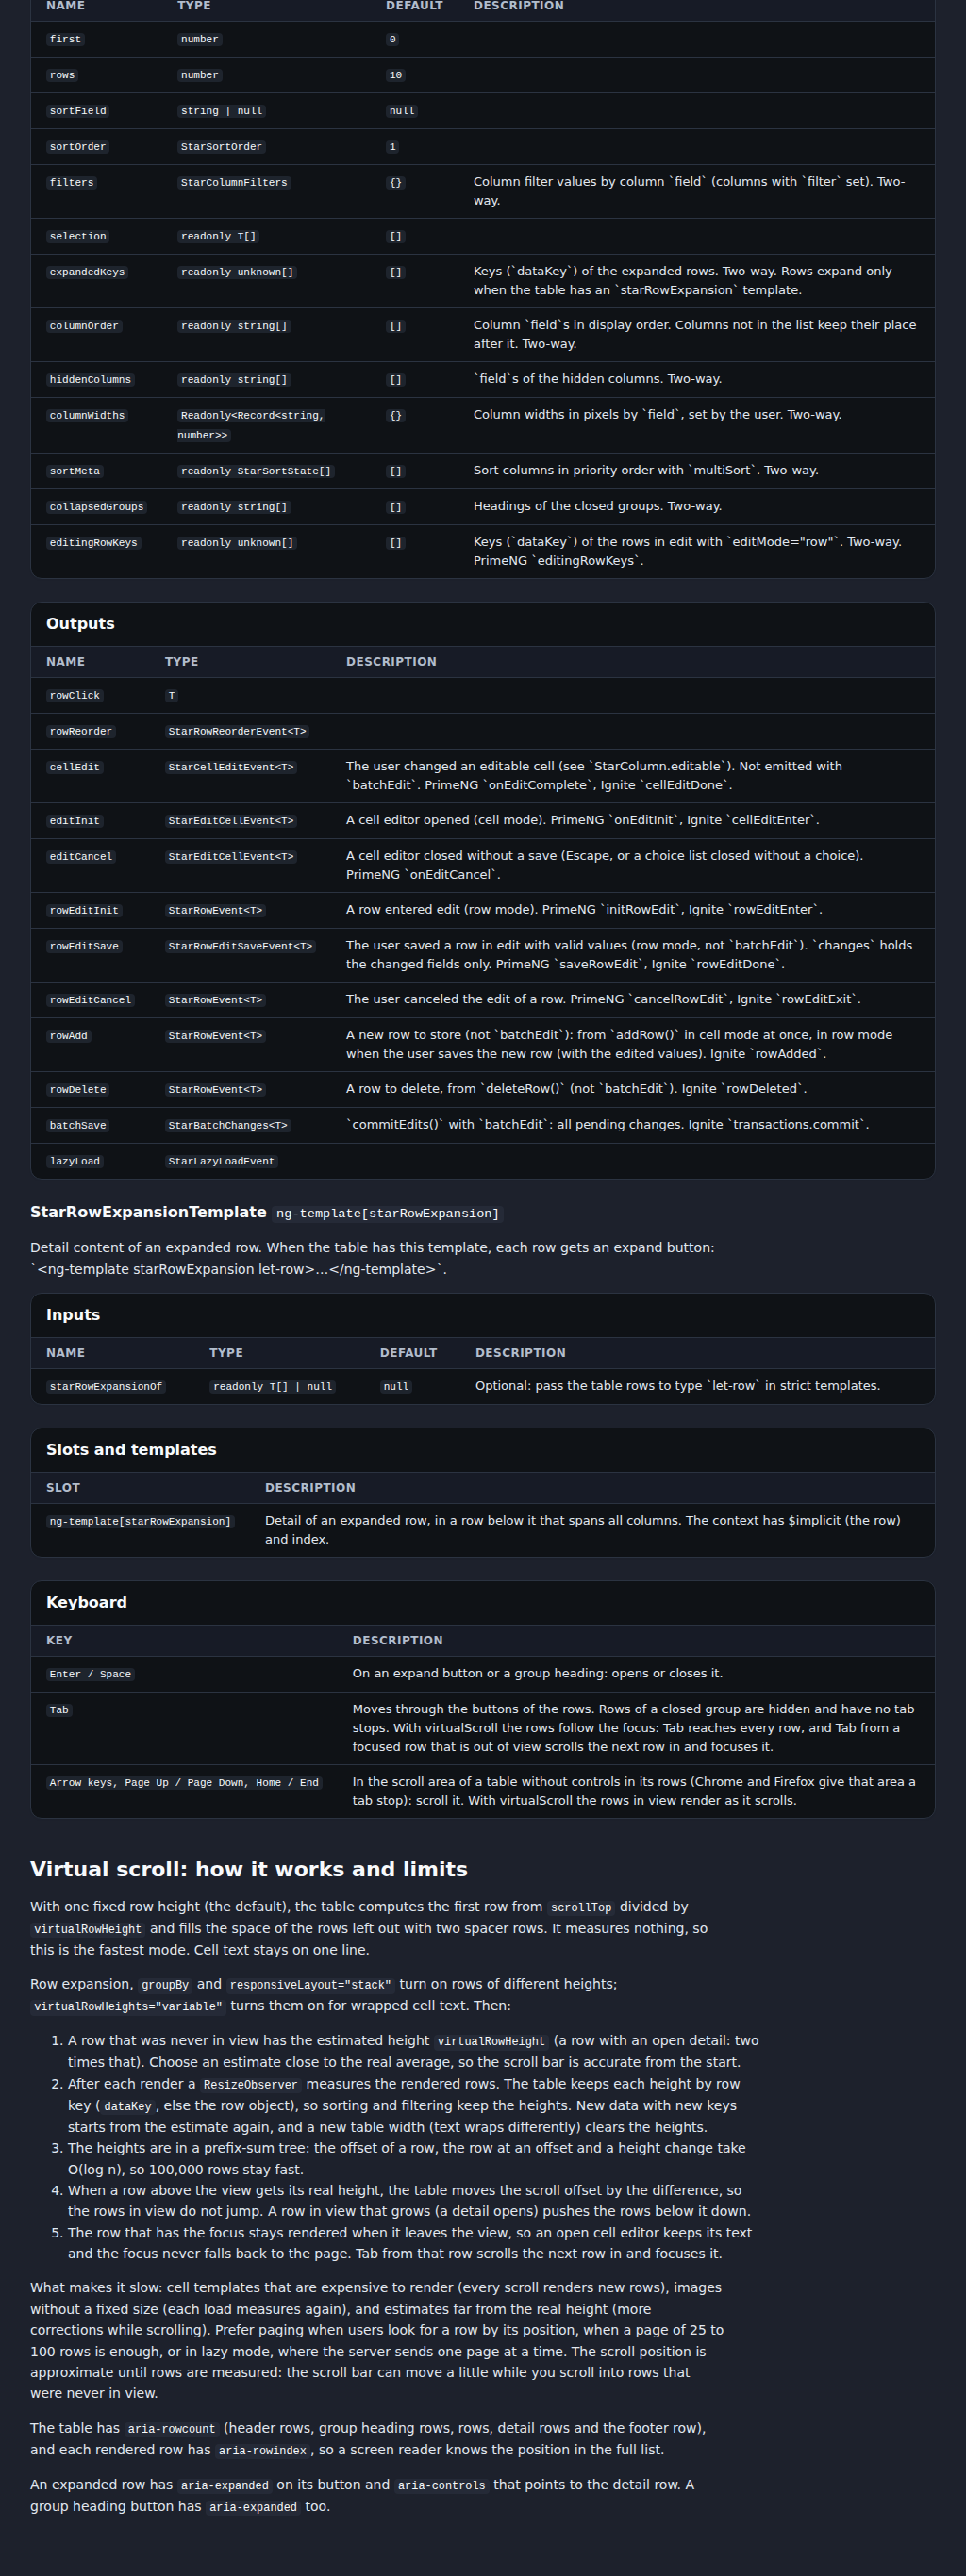 NAME TYPE DEFAULT DESCRIPTION
first number 0
rows number 10
sortField string | null null
sortOrder StarSortOrder 1
filters StarColumnFilters {} Column filter values by column `field` (columns with `filter` set). Two-
way.
selection readonly T[] []
expandedKeys readonly unknown[] [] Keys (`dataKey`) of the expanded rows. Two-way. Rows expand only
when the table has an `starRowExpansion` template.
columnOrder readonly string[] [] Column `field`s in display order. Columns not in the list keep their place
after it. Two-way.
hiddenColumns readonly string[] [] `field`s of the hidden columns. Two-way.
columnWidths Readonly<Record<string, {} Column widths in pixels by `field`, set by the user. Two-way.
number>>
sortMeta readonly StarSortState[] [] Sort columns in priority order with `multiSort`. Two-way.
collapsedGroups readonly string[] [] Headings of the closed groups. Two-way.
editingRowKeys readonly unknown[] [] Keys (`dataKey`) of the rows in edit with `editMode="row"`. Two-way.
PrimeNG `editingRowKeys`.
Outputs
NAME TYPE DESCRIPTION
rowClick T
rowReorder StarRowReorderEvent<T>
cellEdit StarCellEditEvent<T> The user changed an editable cell (see `StarColumn.editable`). Not emitted with
`batchEdit`. PrimeNG `onEditComplete`, Ignite `cellEditDone`.
editInit StarEditCellEvent<T> A cell editor opened (cell mode). PrimeNG `onEditInit`, Ignite `cellEditEnter`.
editCancel StarEditCellEvent<T> A cell editor closed without a save (Escape, or a choice list closed without a choice).
PrimeNG `onEditCancel`.
rowEditInit StarRowEvent<T> A row entered edit (row mode). PrimeNG `initRowEdit`, Ignite `rowEditEnter`.
rowEditSave StarRowEditSaveEvent<T> The user saved a row in edit with valid values (row mode, not `batchEdit`). `changes` holds
the changed fields only. PrimeNG `saveRowEdit`, Ignite `rowEditDone`.
rowEditCancel StarRowEvent<T> The user canceled the edit of a row. PrimeNG `cancelRowEdit`, Ignite `rowEditExit`.
rowAdd StarRowEvent<T> A new row to store (not `batchEdit`): from `addRow()` in cell mode at once, in row mode
when the user saves the new row (with the edited values). Ignite `rowAdded`.
rowDelete StarRowEvent<T> A row to delete, from `deleteRow()` (not `batchEdit`). Ignite `rowDeleted`.
batchSave StarBatchChanges<T> `commitEdits()` with `batchEdit`: all pending changes. Ignite `transactions.commit`.
lazyLoad StarLazyLoadEvent
StarRowExpansionTemplate ng-template[starRowExpansion]
Detail content of an expanded row. When the table has this template, each row gets an expand button:
`<ng-template starRowExpansion let-row>…</ng-template>`.
Inputs
NAME TYPE DEFAULT DESCRIPTION
starRowExpansionOf readonly T[] | null null Optional: pass the table rows to type `let-row` in strict templates.
Slots and templates
SLOT DESCRIPTION
ng-template[starRowExpansion] Detail of an expanded row, in a row below it that spans all columns. The context has $implicit (the row)
and index.
Keyboard
KEY DESCRIPTION
Enter / Space On an expand button or a group heading: opens or closes it.
Tab Moves through the buttons of the rows. Rows of a closed group are hidden and have no tab
stops. With virtualScroll the rows follow the focus: Tab reaches every row, and Tab from a
focused row that is out of view scrolls the next row in and focuses it.
Arrow keys, Page Up / Page Down, Home / End In the scroll area of a table without controls in its rows (Chrome and Firefox give that area a
tab stop): scroll it. With virtualScroll the rows in view render as it scrolls.
Virtual scroll: how it works and limits
With one fixed row height (the default), the table computes the first row from scrollTop divided by
virtualRowHeight and fills the space of the rows left out with two spacer rows. It measures nothing, so
this is the fastest mode. Cell text stays on one line.
Row expansion, groupBy and responsiveLayout="stack" turn on rows of different heights;
virtualRowHeights="variable" turns them on for wrapped cell text. Then:
1. A row that was never in view has the estimated height virtualRowHeight (a row with an open detail: two
times that). Choose an estimate close to the real average, so the scroll bar is accurate from the start.
2. After each render a ResizeObserver measures the rendered rows. The table keeps each height by row
key ( dataKey , else the row object), so sorting and filtering keep the heights. New data with new keys
starts from the estimate again, and a new table width (text wraps differently) clears the heights.
3. The heights are in a prefix-sum tree: the offset of a row, the row at an offset and a height change take
O(log n), so 100,000 rows stay fast.
4. When a row above the view gets its real height, the table moves the scroll offset by the difference, so
the rows in view do not jump. A row in view that grows (a detail opens) pushes the rows below it down.
5. The row that has the focus stays rendered when it leaves the view, so an open cell editor keeps its text
and the focus never falls back to the page. Tab from that row scrolls the next row in and focuses it.
What makes it slow: cell templates that are expensive to render (every scroll renders new rows), images
without a fixed size (each load measures again), and estimates far from the real height (more
corrections while scrolling). Prefer paging when users look for a row by its position, when a page of 25 to
100 rows is enough, or in lazy mode, where the server sends one page at a time. The scroll position is
approximate until rows are measured: the scroll bar can move a little while you scroll into rows that
were never in view.
The table has aria-rowcount (header rows, group heading rows, rows, detail rows and the footer row),
and each rendered row has aria-rowindex, so a screen reader knows the position in the full list.
An expanded row has aria-expanded on its button and aria-controls that points to the detail row. A
group heading button has aria-expanded too.